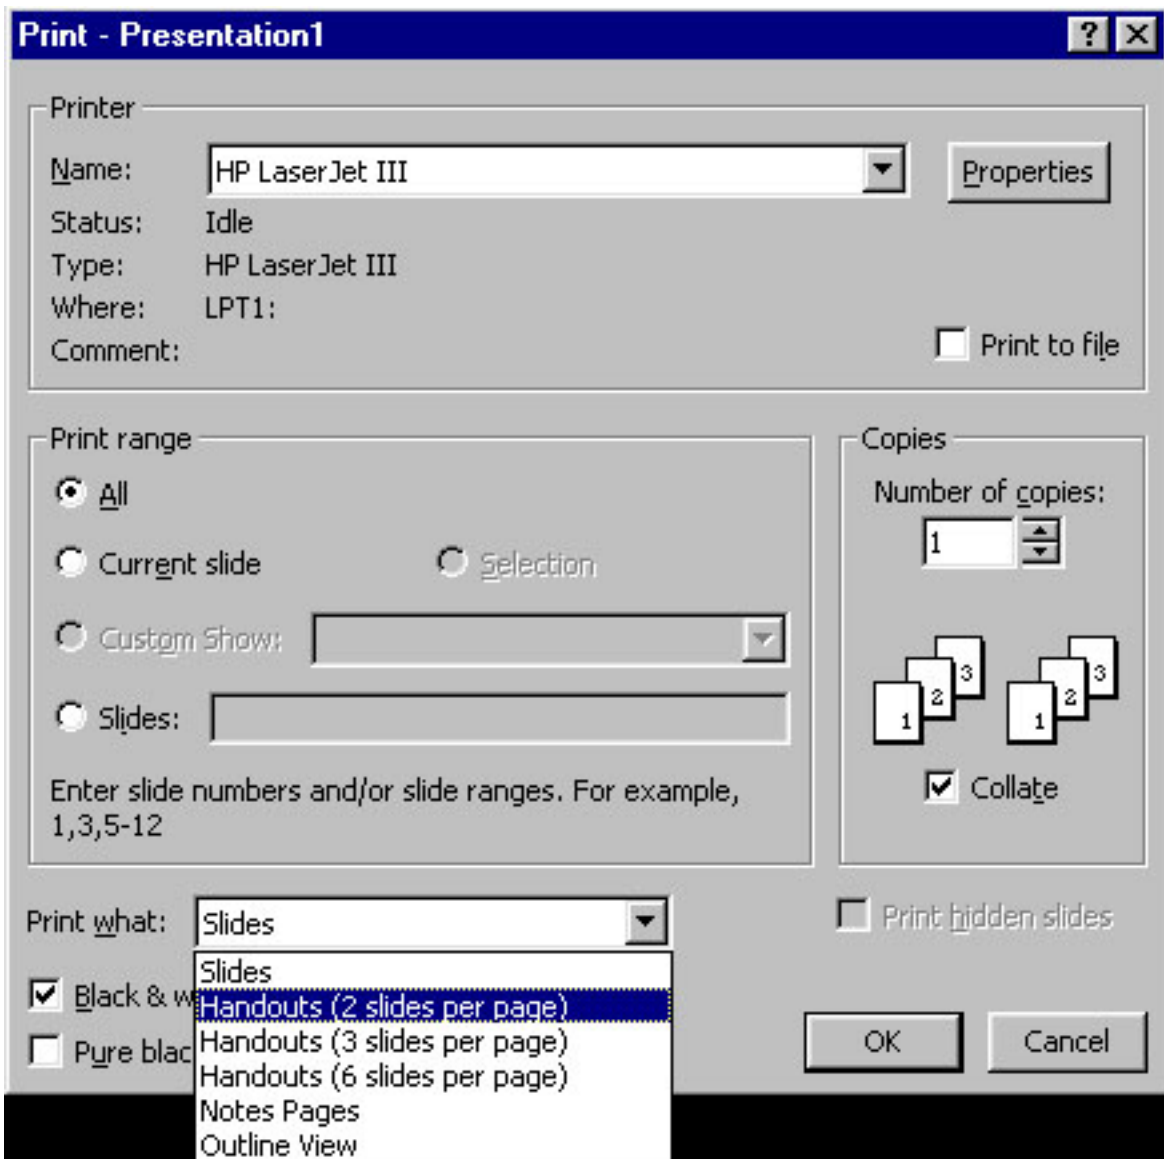 Print - Presentation1
Printer
Name: HP LaserJet III Properties
Status: Idle
Type: HP LaserJet III
Where: LPT1:
Comment:
Print to file
Print range
All
Current slide Selection
Custom Show:
Slides:
Enter slide numbers and/or slide ranges. For example,
1,3,5-12
Copies
Number of copies:
1
1 2 3 1 2 3
Collate
Print what: Slides
Print hidden slides
Slides
Black & w
Handouts (2 slides per page)
Handouts (3 slides per page)
Pure blac
Handouts (6 slides per page)
Notes Pages
Outline View
OK Cancel